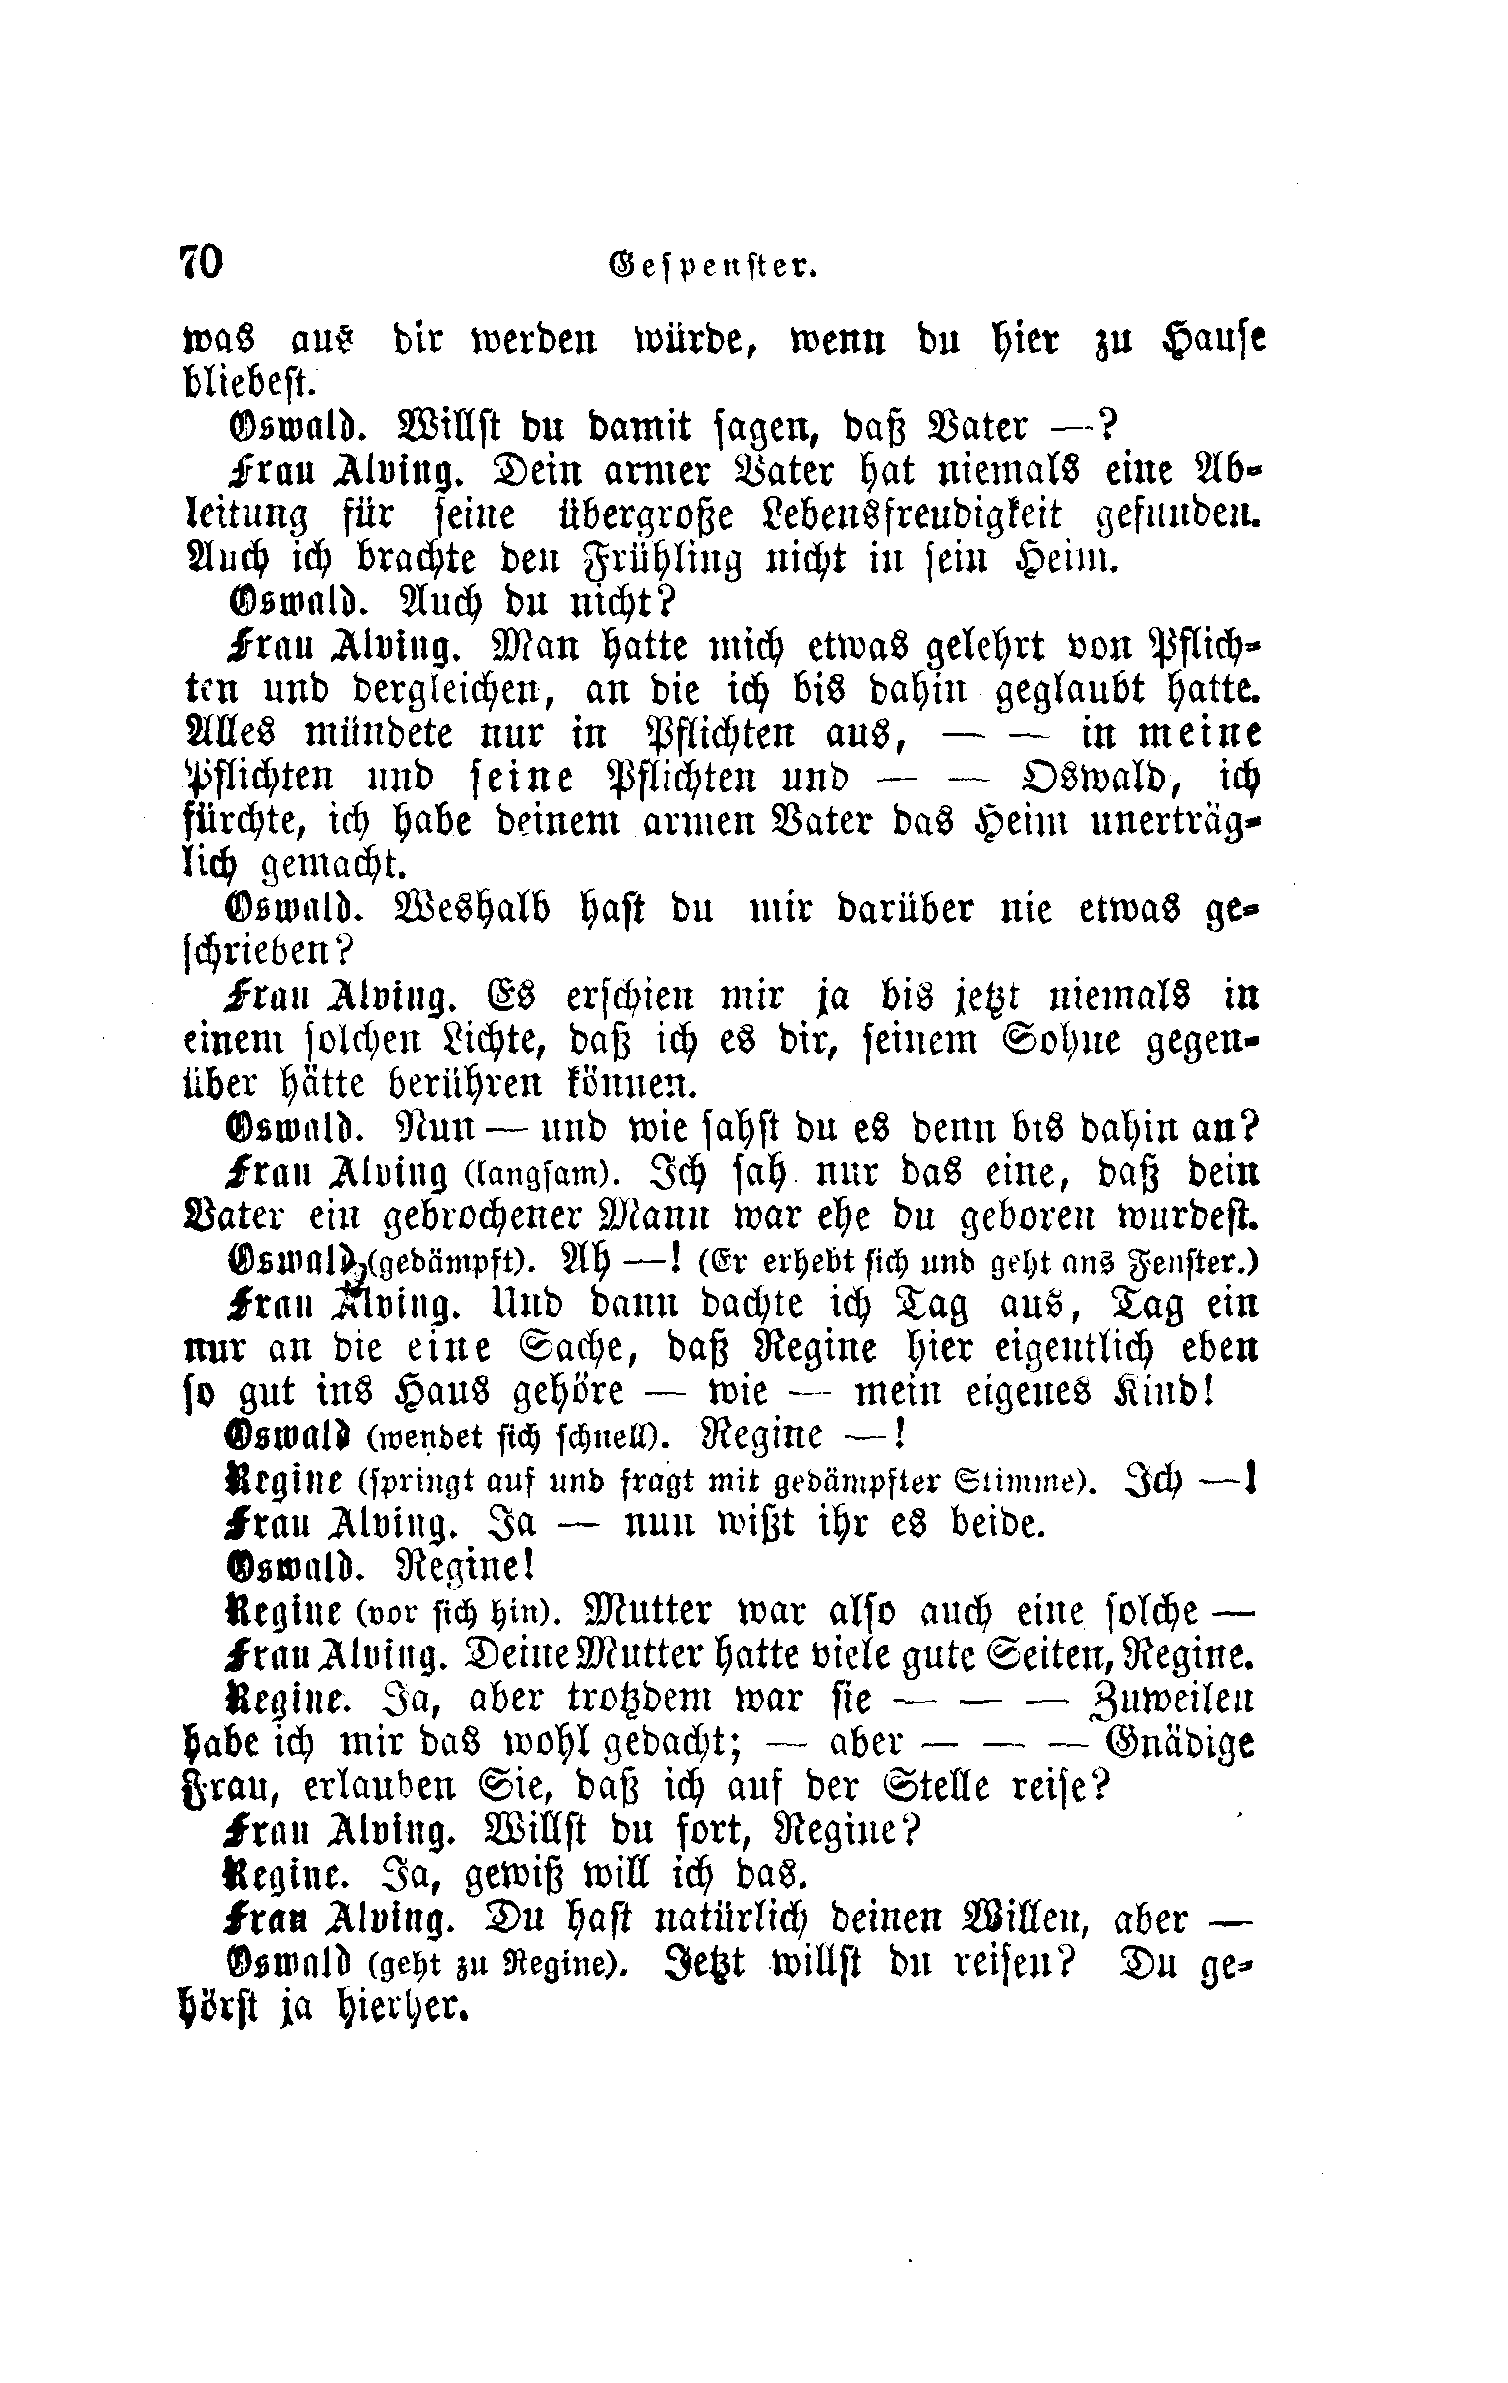 70 Gespenster.
was aus dir werden würde, wenn du hier zu Hause
bliebest.
Oswald. Willst du damit sagen, daß Vater —?
Frau Alving. Dein armer Vater hat niemals eine Ab-
leitung für seine übergroße Lebensfreudigkeit gefunden.
Auch ich brachte den Frühling nicht in sein Heim.
Oswald. Auch du nicht?
Frau Alving. Man hatte mich etwas gelehrt von Pflich-
ten und dergleichen, an die ich bis dahin geglaubt hatte.
Alles mündete nur in Pflichten aus, — — in meine
Pflichten und seine Pflichten und — — Oswald, ich
fürchte, ich habe deinem armen Vater das Heim unerträg-
lich gemacht.
Oswald. Weshalb hast du mir darüber nie etwas ge-
schrieben?
Frau Alving. Es erschien mir ja bis jetzt niemals in
einem solchen Lichte, daß ich es dir, seinem Sohne gegen-
über hätte berühren können.
Oswald. Nun — und wie sahst du es denn bis dahin an?
Frau Alving (langsam). Ich sah nur das eine, daß dein
Vater ein gebrochener Mann war ehe du geboren wurdest.
Oswald (gedämpft). Ah —! (Er erhebt sich und geht ans Fenster.)
Frau Alving. Und dann dachte ich Tag aus, Tag ein
nur an die eine Sache, daß Regine hier eigentlich eben
so gut ins Haus gehöre — wie — mein eigenes Kind!
Oswald (wendet sich schnell). Regine —!
Regine (springt auf und fragt mit gedämpfter Stimme). Ich —!
Frau Alving. Ja — nun wißt ihr es beide.
Oswald. Regine!
Regine (vor sich hin). Mutter war also auch eine solche —
Frau Alving. Deine Mutter hatte viele gute Seiten, Regine.
Regine. Ja, aber trotzdem war sie — — — Zuweilen
habe ich mir das wohl gedacht; — aber — — — Gnädige
Frau, erlauben Sie, daß ich auf der Stelle reise?
Frau Alving. Willst du fort, Regine?
Regine. Ja, gewiß will ich das.
Frau Alving. Du hast natürlich deinen Willen, aber —
Oswald (geht zu Regine). Jetzt willst du reisen? Du ge-
hörst ja hierher.